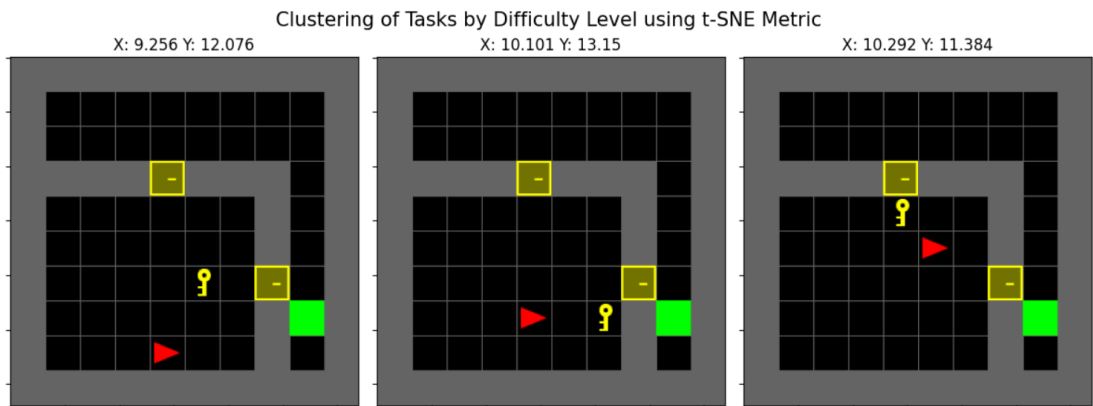 Clustering of Tasks by Difficulty Level using t-SNE Metric
X: 9.256 Y: 12.076
X: 10.101 Y: 13.15
X: 10.292 Y: 11.384